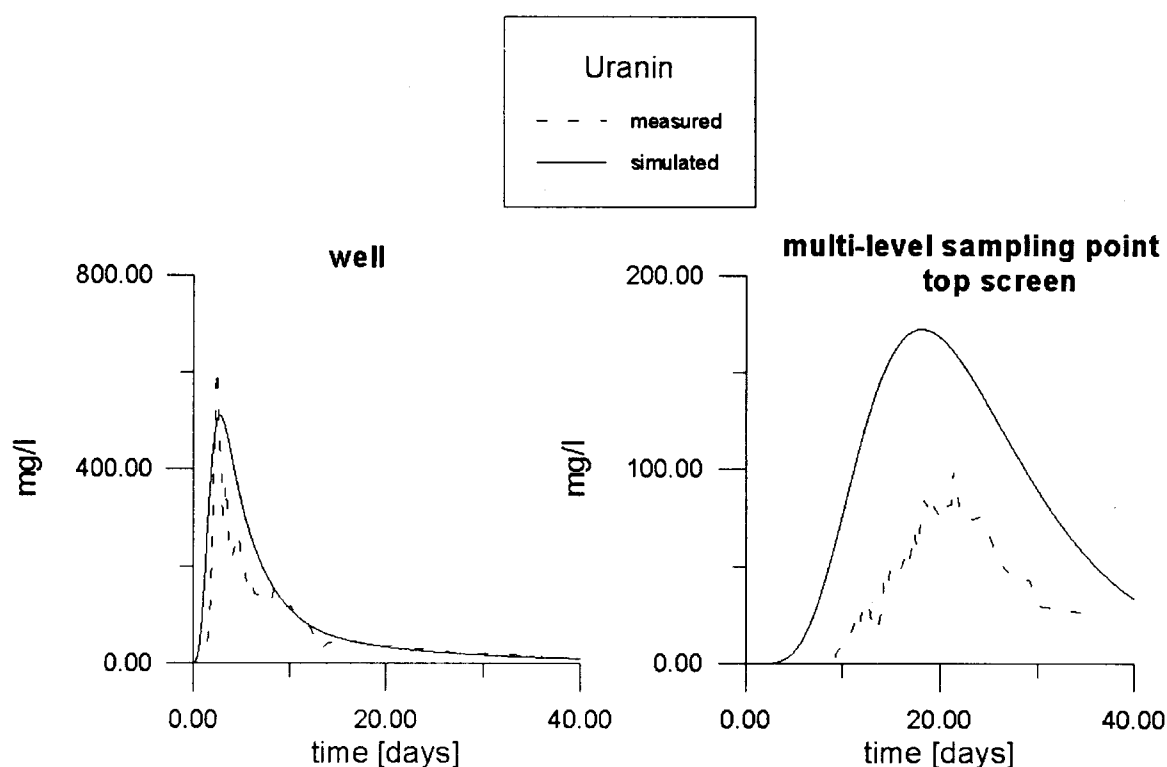 Uranin
measured
simulated
well
800.00
400.00
0.00
mg/l
0.00
20.00
40.00
time [days]
multi-level sampling point
top screen
200.00
100.00
0.00
mg/l
0.00
20.00
40.00
time [days]